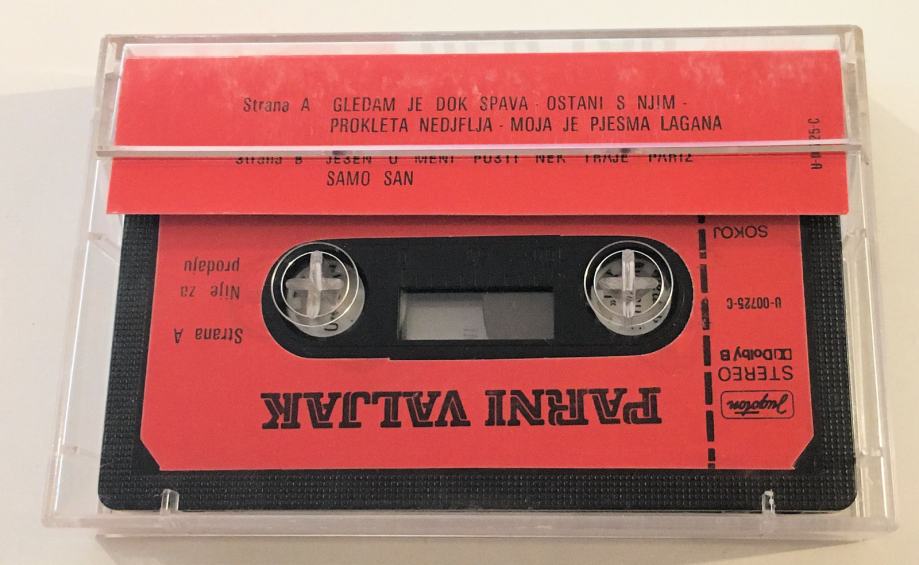 Strana A GLEDAM JE DOK SPAVA - OSTANI S NJIM -
PROKLETA NEDJFLJA - MOJA JE PJESMA LAGANA
Strana B JESEN U MENI PUSTI NEK TRAJE PARIZ
SAMO SAN
PARNI VALJAK
Strana A
Nije za
prodaju
Jugoton
STEREO
Dolby B
U-00725-C
SOKOJ